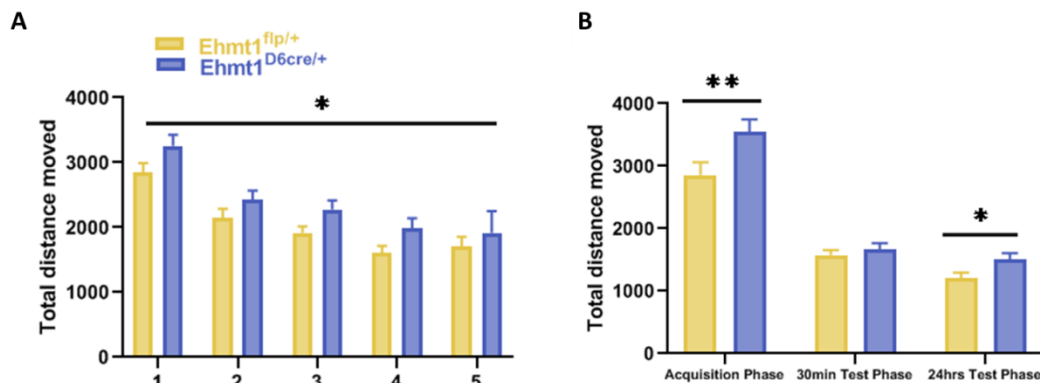 A
Ehmt1flp/+
Ehmt1D6cre/+
*
4000
3000
2000
1000
0
Total distance moved
1 2 3 4 5
B
**
*
4000
3000
2000
1000
0
Total distance moved
Acquisition Phase 30min Test Phase 24hrs Test Phase